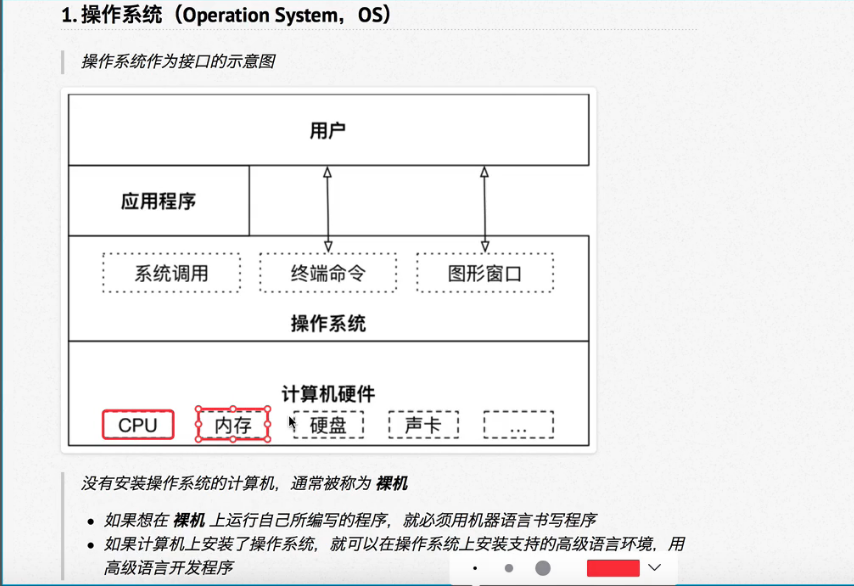 1. 操作系统（Operation System，OS）
操作系统作为接口的示意图
用户
应用程序
系统调用 终端命令 图形窗口
操作系统
计算机硬件
CPU 内存 硬盘 声卡 ...
没有安装操作系统的计算机，通常被称为 裸机
• 如果想在 裸机 上运行自己所编写的程序，就必须用机器语言书写程序
• 如果计算机上安装了操作系统，就可以在操作系统上安装支持的高级语言环境，用
高级语言开发程序